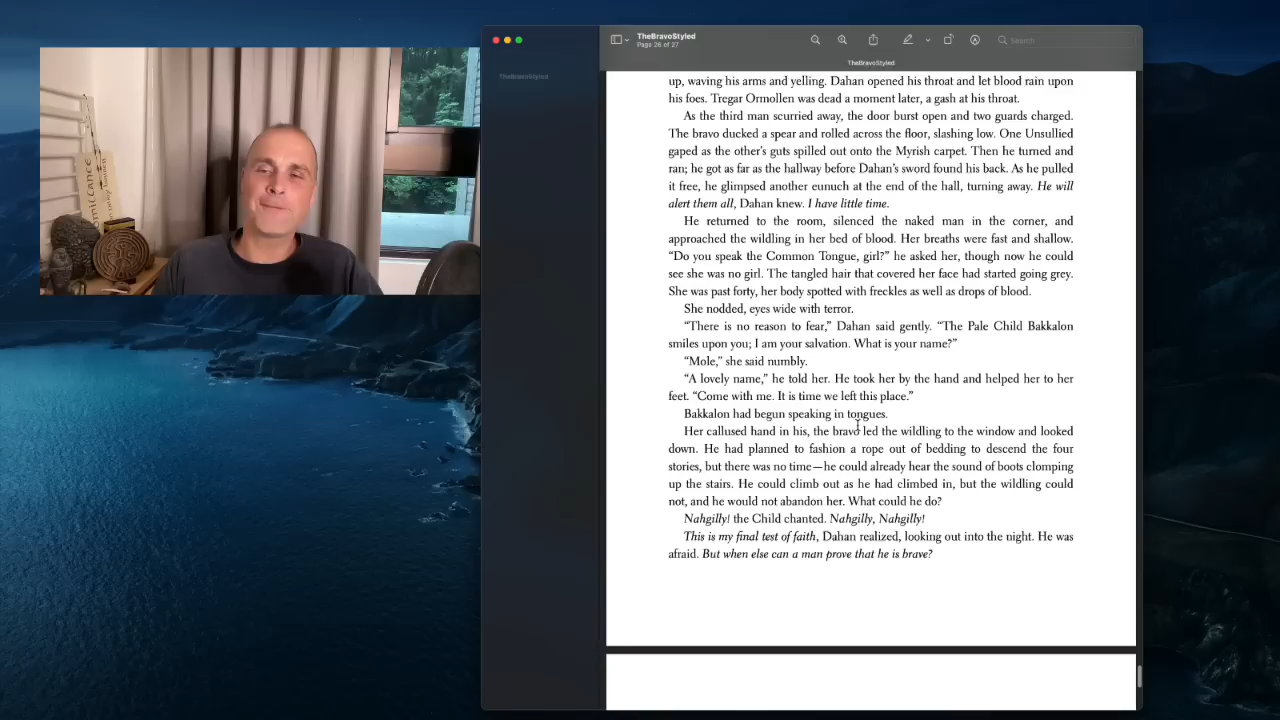 TheBravoStyled
Page 26 of 27
Search
TheBravoStyled
TheBravoStyled
up, waving his arms and yelling. Dahan opened his throat and let blood rain upon
his foes. Tregar Ormollen was dead a moment later, a gash at his throat.
As the third man scurried away, the door burst open and two guards charged.
The bravo ducked a spear and rolled across the floor, slashing low. One Unsullied
gaped as the other’s guts spilled out onto the Myrish carpet. Then he turned and
ran; he got as far as the hallway before Dahan’s sword found his back. As he pulled
it free, he glimpsed another eunuch at the end of the hall, turning away. He will
alert them all, Dahan knew. I have little time.
He returned to the room, silenced the naked man in the corner, and
approached the wildling in her bed of blood. Her breaths were fast and shallow.
“Do you speak the Common Tongue, girl?” he asked her, though now he could
see she was no girl. The tangled hair that covered her face had started going grey.
She was past forty, her body spotted with freckles as well as drops of blood.
She nodded, eyes wide with terror.
“There is no reason to fear,” Dahan said gently. “The Pale Child Bakkalon
smiles upon you; I am your salvation. What is your name?”
“Mole,” she said numbly.
“A lovely name,” he told her. He took her by the hand and helped her to her
feet. “Come with me. It is time we left this place.”
Bakkalon had begun speaking in tongues.
Her callused hand in his, the bravo led the wildling to the window and looked
down. He had planned to fashion a rope out of bedding to descend the four
stories, but there was no time—he could already hear the sound of boots clomping
up the stairs. He could climb out as he had climbed in, but the wildling could
not, and he would not abandon her. What could he do?
Nahgilly! the Child chanted. Nahgilly, Nahgilly!
This is my final test of faith, Dahan realized, looking out into the night. He was
afraid. But when else can a man prove that he is brave?